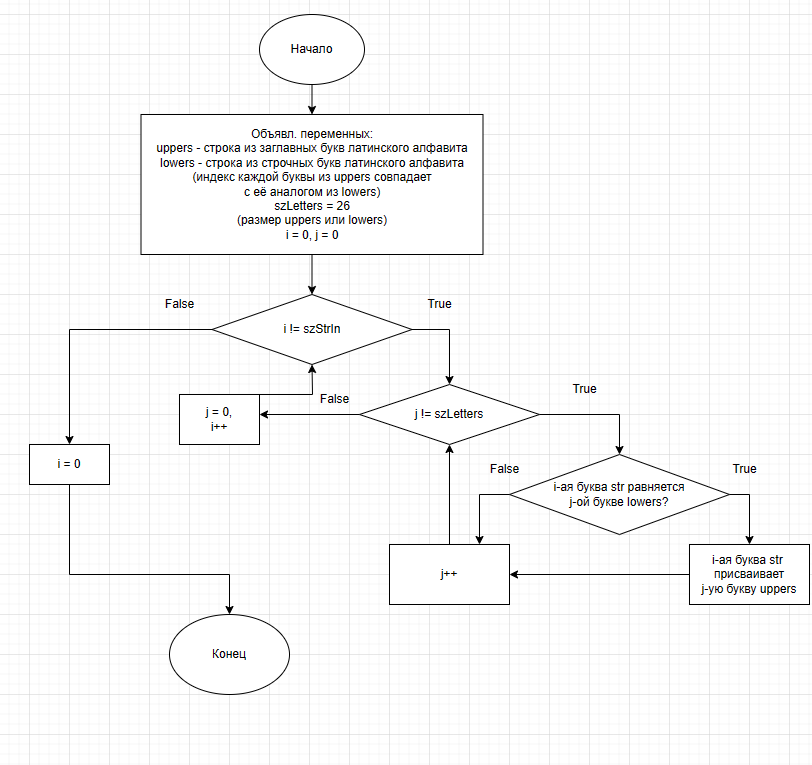 Начало
Объявл. переменных:
uppers - строка из заглавных букв латинского алфавита
lowers - строка из строчных букв латинского алфавита
(индекс каждой буквы из uppers совпадает
с её аналогом из lowers)
szLetters = 26
(размер uppers или lowers)
i = 0, j = 0
False
True
i != szStrIn
j = 0,
i++
False
j != szLetters
True
i = 0
False
True
i-ая буква str равняется
j-ой букве lowers?
j++
i-ая буква str
присваивает
j-ую букву uppers
Конец